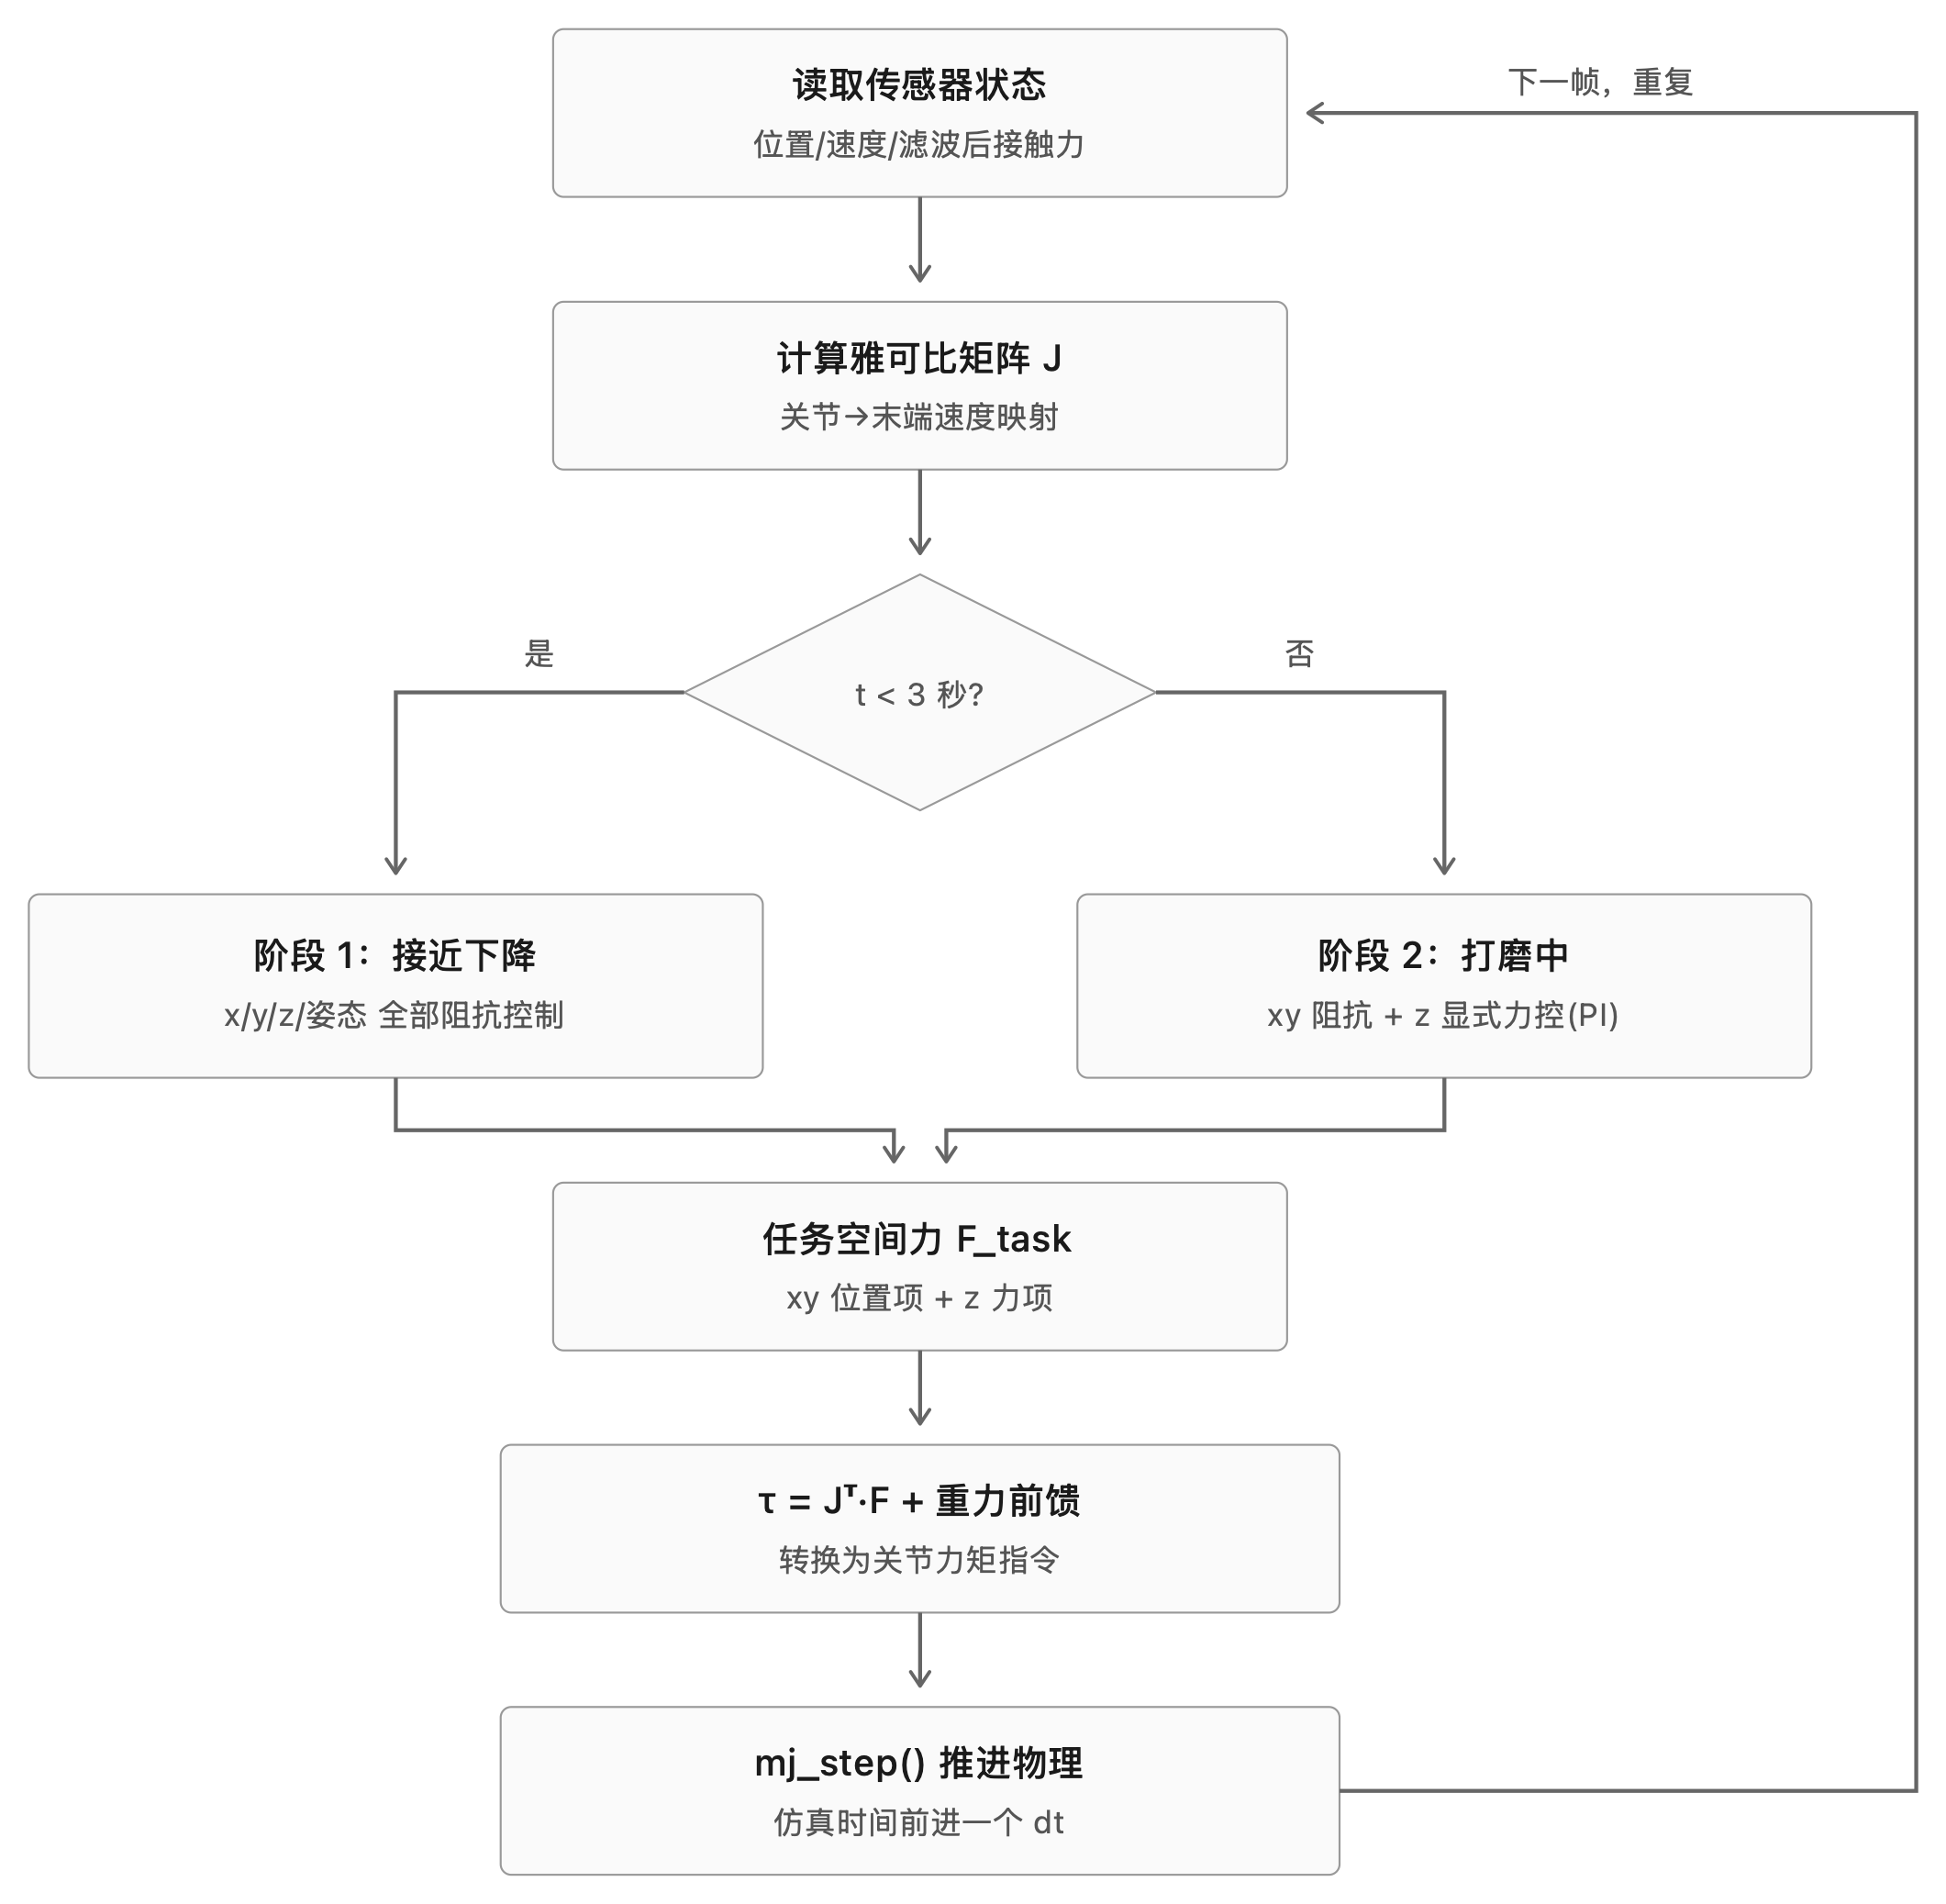 读取传感器状态
位置/速度/滤波后接触力
下一帧，重复
计算雅可比矩阵 J
关节→末端速度映射
t < 3 秒?
是
否
阶段 1：接近下降
x/y/z/姿态 全部阻抗控制
阶段 2：打磨中
xy 阻抗 + z 显式力控(PI)
任务空间力 F_task
xy 位置项 + z 力项
τ = Jᵀ·F + 重力前馈
转换为关节力矩指令
mj_step() 推进物理
仿真时间前进一个 dt